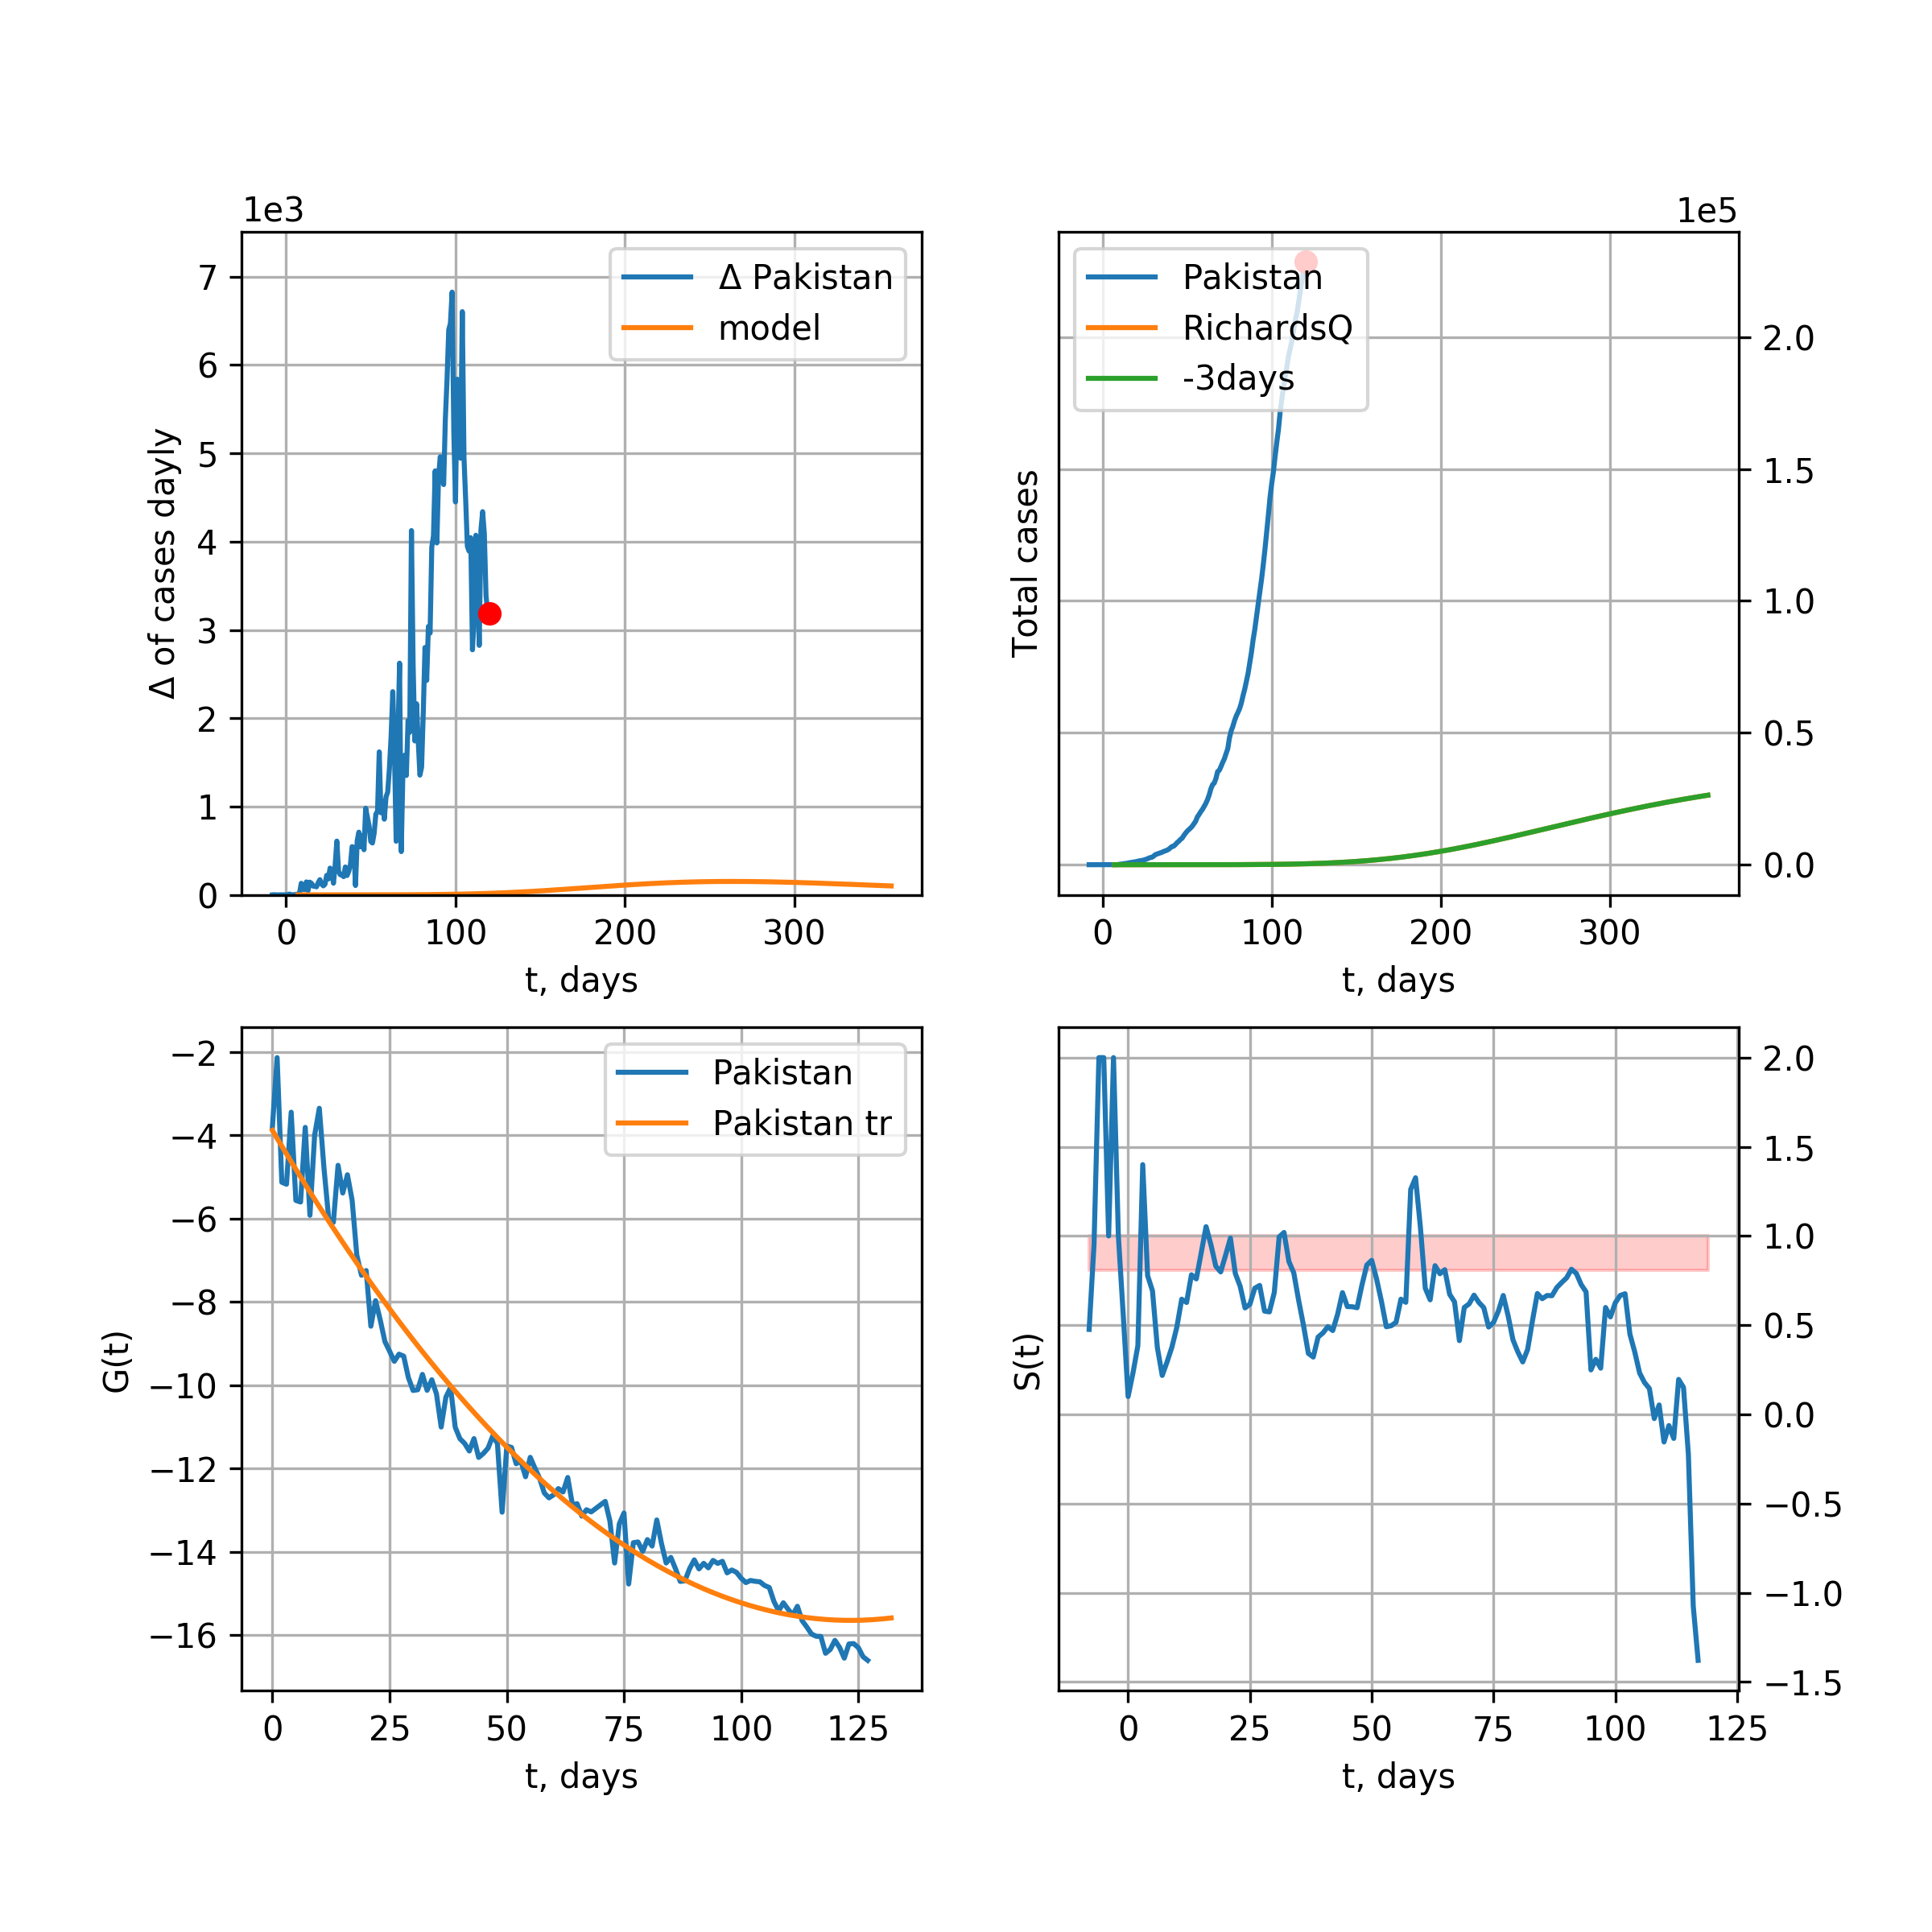 1e3
7
6
5
4
3
2
1
0
Δ of cases dayly
Δ Pakistan
model
0 100 200 300
t, days
1e5
Pakistan
RichardsQ
-3days
Total cases
2.0
1.5
1.0
0.5
0.0
0 100 200 300
t, days
−2
−4
−6
−8
−10
−12
−14
−16
G(t)
Pakistan
Pakistan tr
0 25 50 75 100 125
t, days
S(t)
2.0
1.5
1.0
0.5
0.0
−0.5
−1.0
−1.5
0 25 50 75 100 125
t, days